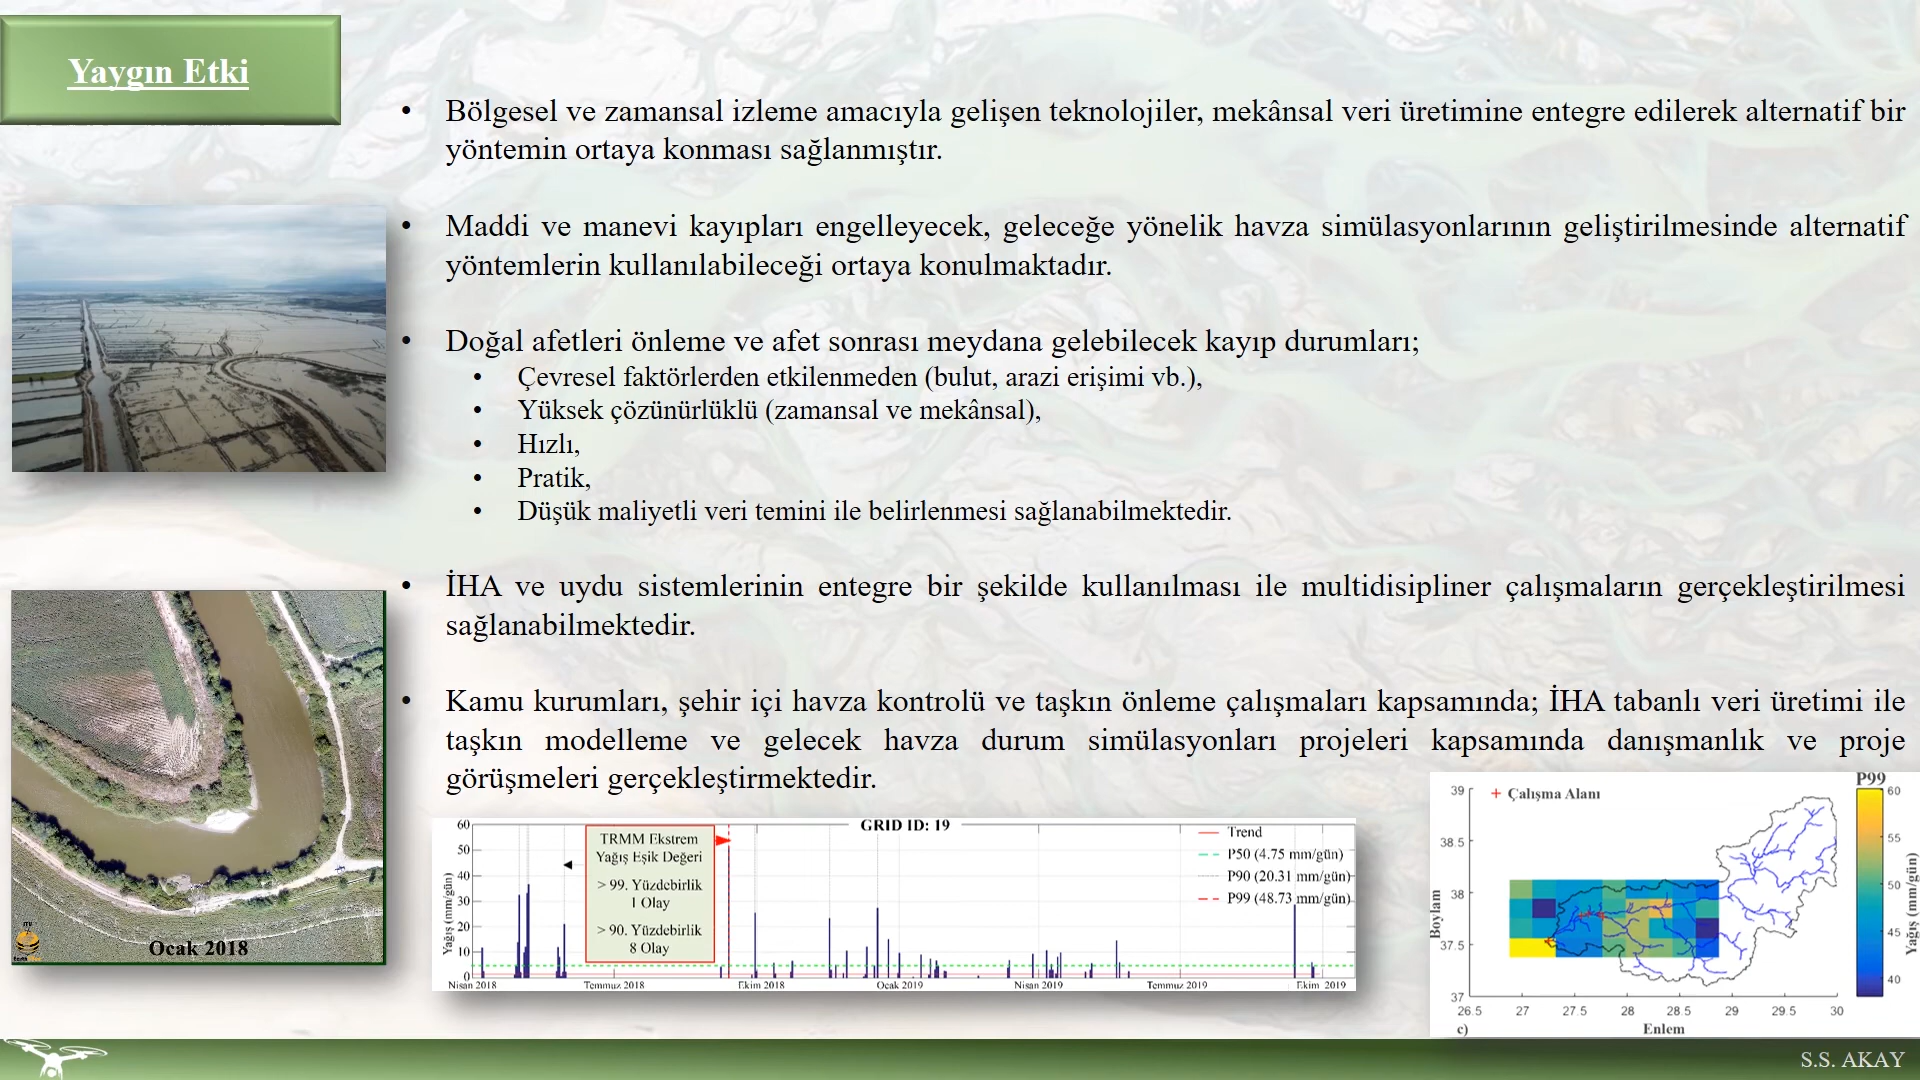 Yaygın Etki
• Bölgesel ve zamansal izleme amacıyla gelişen teknolojiler, mekânsal veri üretimine entegre edilerek alternatif bir
yöntemin ortaya konması sağlanmıştır.
• Maddi ve manevi kayıpları engelleyecek, geleceğe yönelik havza simülasyonlarının geliştirilmesinde alternatif
yöntemlerin kullanılabileceği ortaya konulmaktadır.
• Doğal afetleri önleme ve afet sonrası meydana gelebilecek kayıp durumları;
• Çevresel faktörlerden etkilenmeden (bulut, arazi erişimi vb.),
• Yüksek çözünürlüklü (zamansal ve mekânsal),
• Hızlı,
• Pratik,
• Düşük maliyetli veri temini ile belirlenmesi sağlanabilmektedir.
• İHA ve uydu sistemlerinin entegre bir şekilde kullanılması ile multidisipliner çalışmaların gerçekleştirilmesi
sağlanabilmektedir.
• Kamu kurumları, şehir içi havza kontrolü ve taşkın önleme çalışmaları kapsamında; İHA tabanlı veri üretimi ile
taşkın modelleme ve gelecek havza durum simülasyonları projeleri kapsamında danışmanlık ve proje
görüşmeleri gerçekleştirmektedir.
Ocak 2018
GRID ID: 19
Yağış (mm/gün)
60
50
40
30
20
10
0
TRMM Ekstrem
Yağış Eşik Değeri
> 99. Yüzdebirlik
1 Olay
> 90. Yüzdebirlik
8 Olay
Trend
P50 (4.75 mm/gün)
P90 (20.31 mm/gün)
P99 (48.73 mm/gün)
Nisan 2018 Temmuz 2018 Ekim 2018 Ocak 2019 Nisan 2019 Temmuz 2019 Ekim 2019
P99
+ Çalışma Alanı
Boylam
39
38.5
38
37.5
37
26.5 27 27.5 28 28.5 29 29.5 30
c) Enlem
60
55
50
45
40
Yağış (mm/gün)
S.S. AKAY